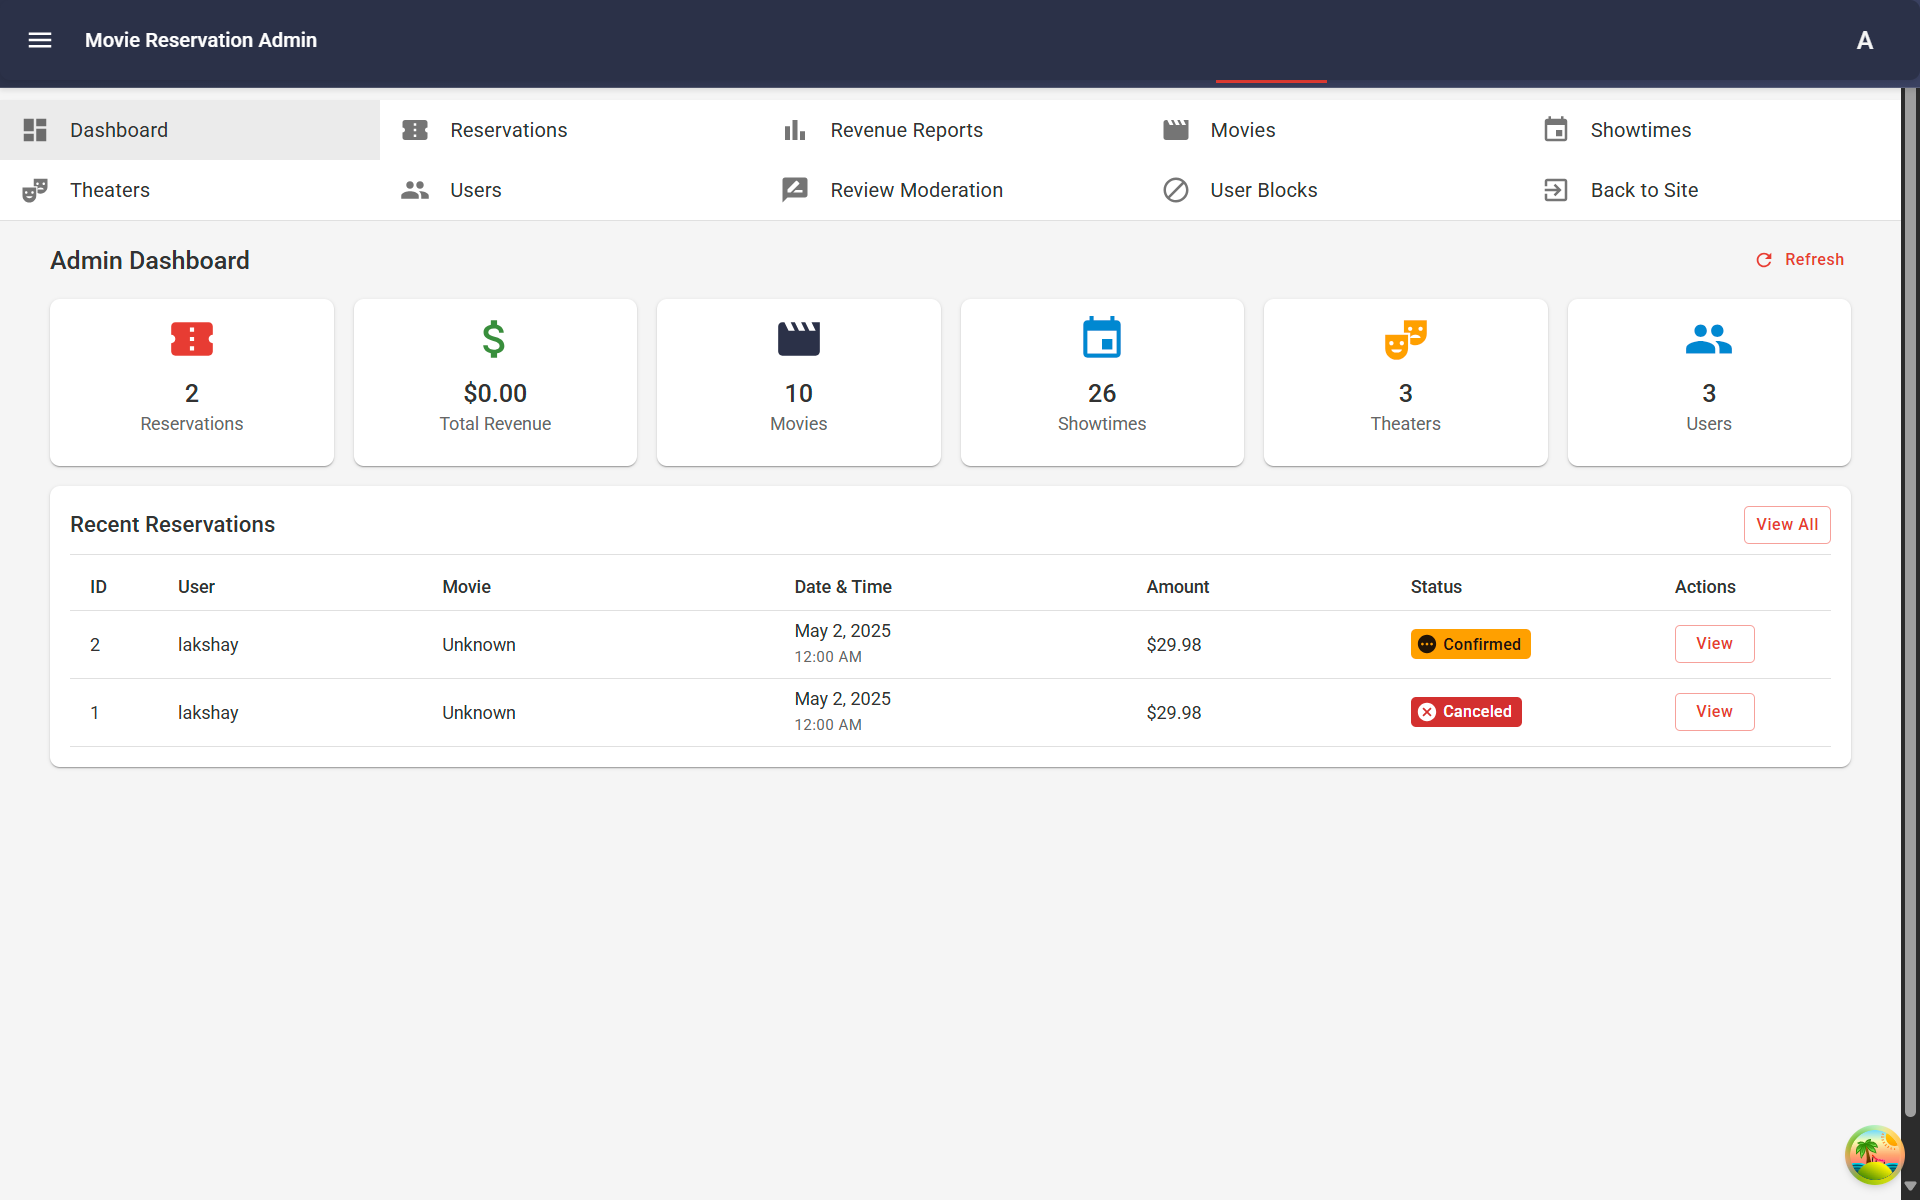 Movie Reservation Admin
A
Dashboard
Reservations
Revenue Reports
Movies
Showtimes
Theaters
Users
Review Moderation
User Blocks
Back to Site
Admin Dashboard
Refresh
2
Reservations
$0.00
Total Revenue
10
Movies
26
Showtimes
3
Theaters
3
Users
Recent Reservations
View All
ID User Movie Date & Time Amount Status Actions
2 lakshay Unknown May 2, 2025 $29.98 Confirmed View
12:00 AM
1 lakshay Unknown May 2, 2025 $29.98 Canceled View
12:00 AM